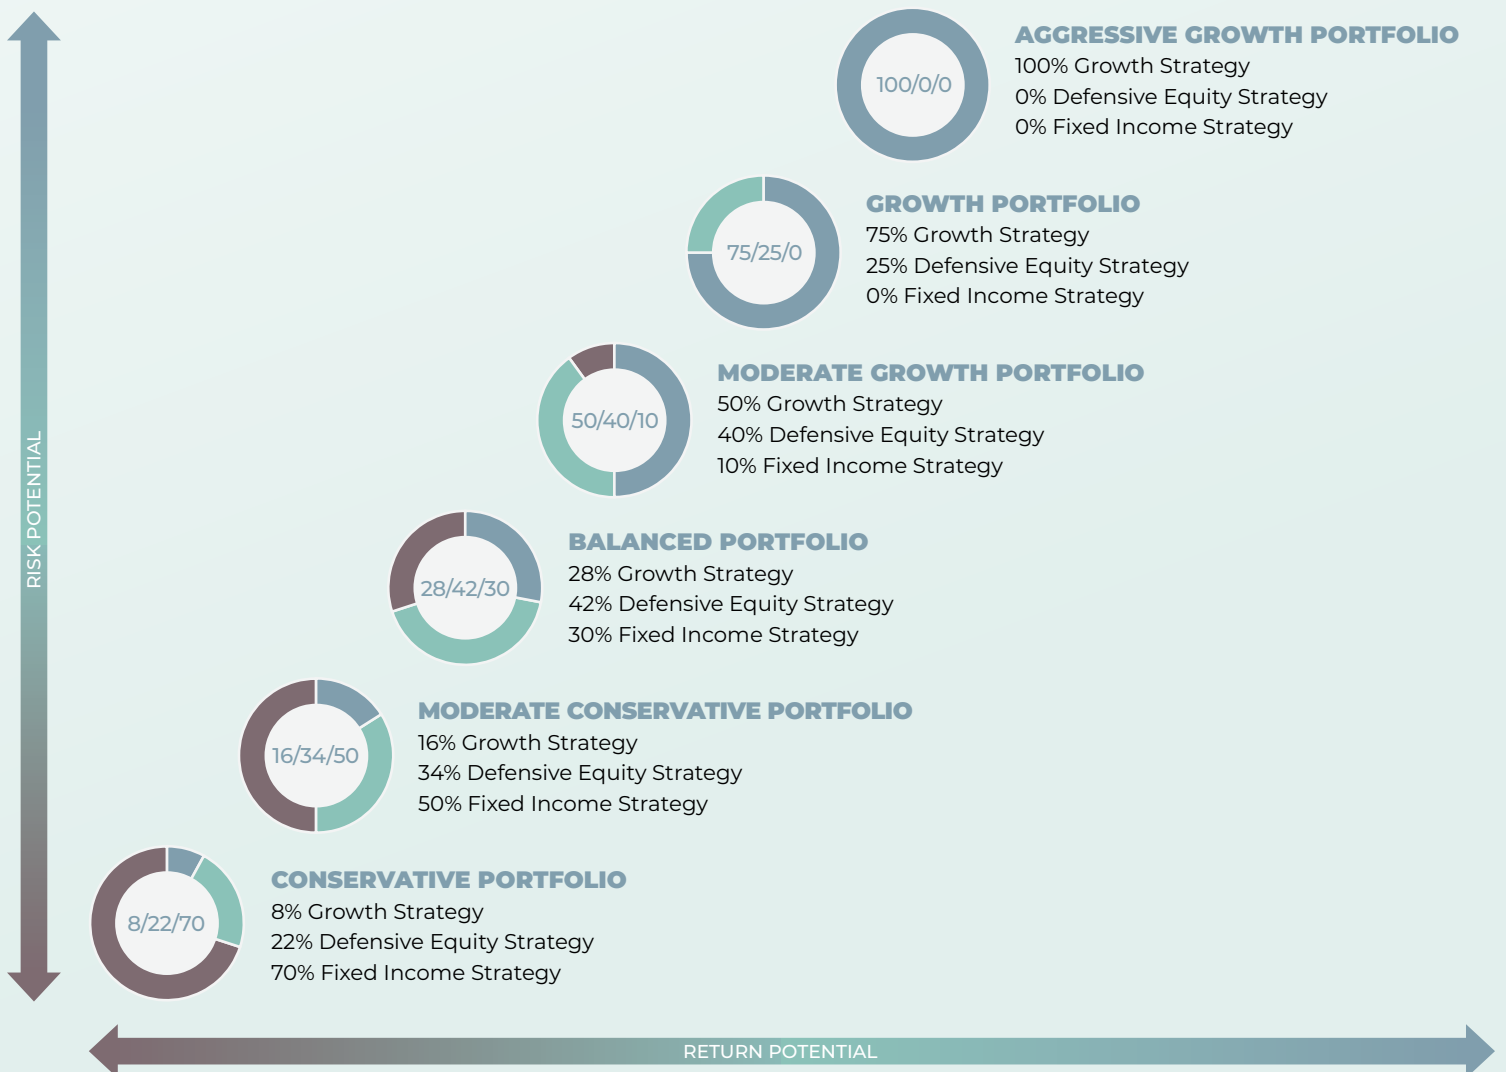 100/0/0
AGGRESSIVE GROWTH PORTFOLIO
100% Growth Strategy
0% Defensive Equity Strategy
0% Fixed Income Strategy
75/25/0
GROWTH PORTFOLIO
75% Growth Strategy
25% Defensive Equity Strategy
0% Fixed Income Strategy
50/40/10
MODERATE GROWTH PORTFOLIO
50% Growth Strategy
40% Defensive Equity Strategy
10% Fixed Income Strategy
RISK POTENTIAL
28/42/30
BALANCED PORTFOLIO
28% Growth Strategy
42% Defensive Equity Strategy
30% Fixed Income Strategy
16/34/50
MODERATE CONSERVATIVE PORTFOLIO
16% Growth Strategy
34% Defensive Equity Strategy
50% Fixed Income Strategy
8/22/70
CONSERVATIVE PORTFOLIO
8% Growth Strategy
22% Defensive Equity Strategy
70% Fixed Income Strategy
RETURN POTENTIAL